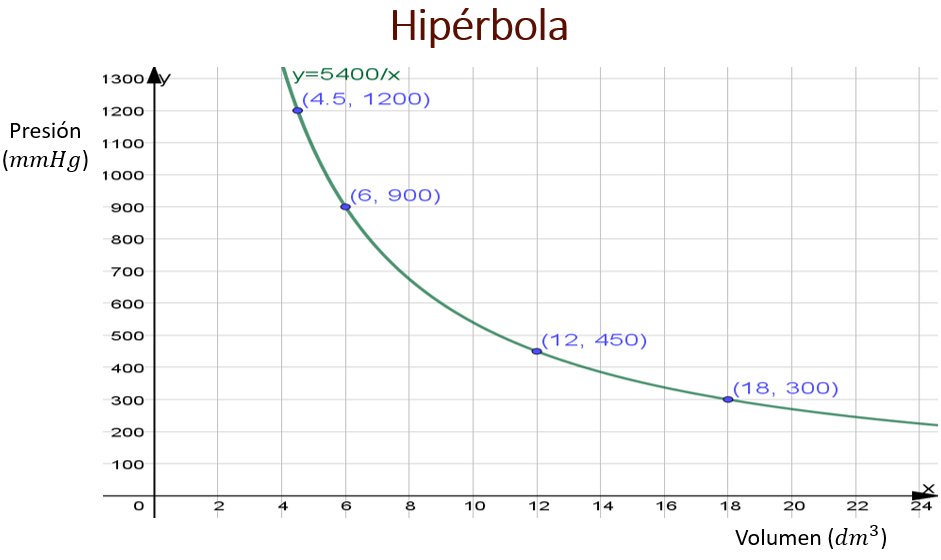 Hipérbola
y=5400/x
y
(4.5, 1200)
Presión
(mmHg)
(6, 900)
(12, 450)
(18, 300)
1300
1200
1100
1000
900
800
700
600
500
400
300
200
100
0 2 4 6 8 10 12 14 16 18 20 22 24
x
Volumen (dm³)